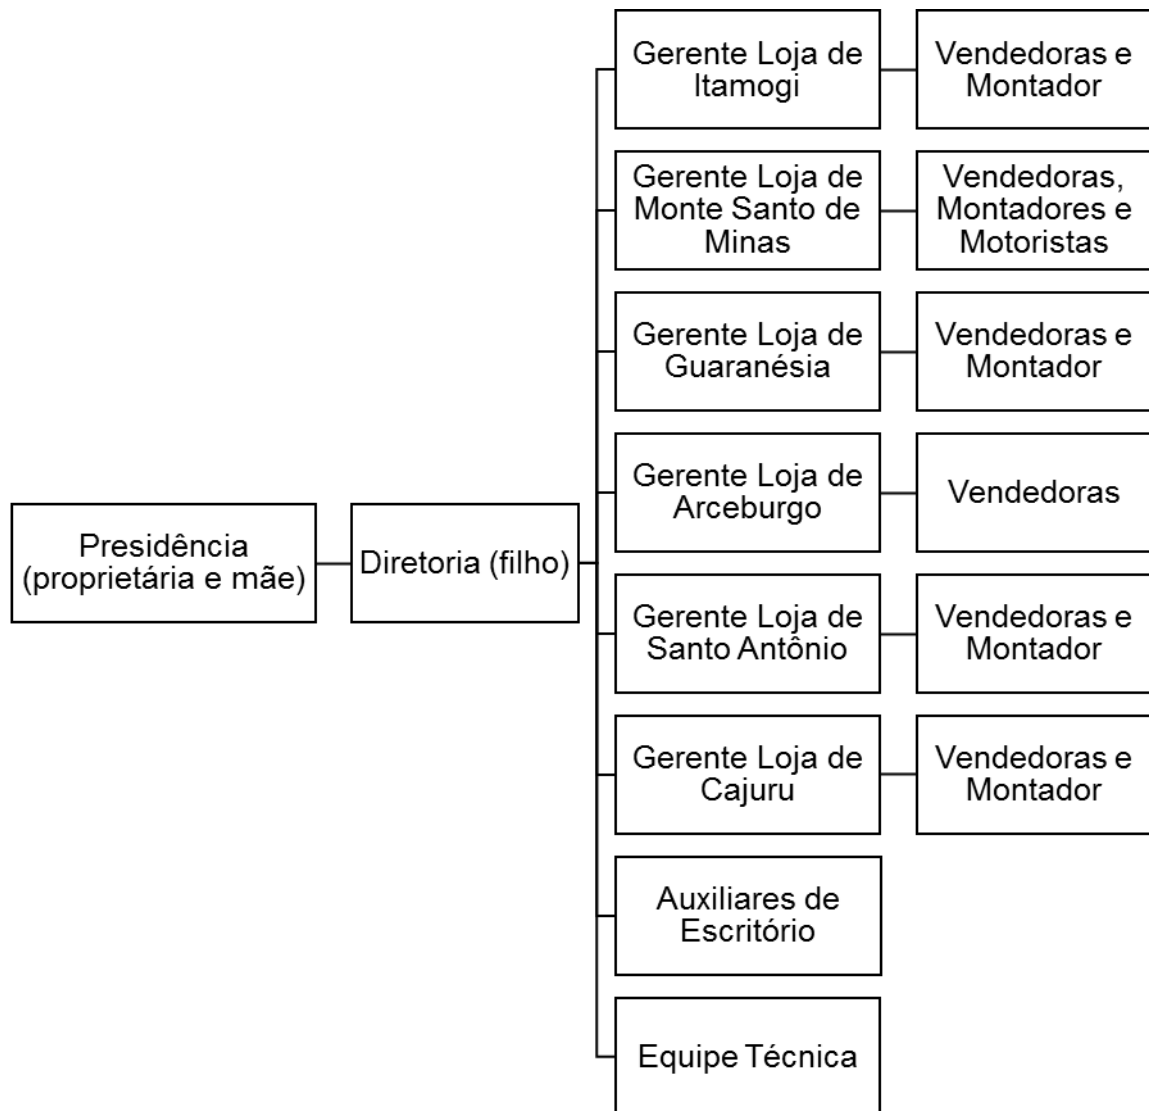 Presidência
(proprietária e mãe)
Diretoria (filho)
Gerente Loja de
Itamogi
Vendedoras e
Montador
Gerente Loja de
Monte Santo de
Minas
Vendedoras,
Montadores e
Motoristas
Gerente Loja de
Guaranésia
Vendedoras e
Montador
Gerente Loja de
Arceburgo
Vendedoras
Gerente Loja de
Santo Antônio
Vendedoras e
Montador
Gerente Loja de
Cajuru
Vendedoras e
Montador
Auxiliares de
Escritório
Equipe Técnica